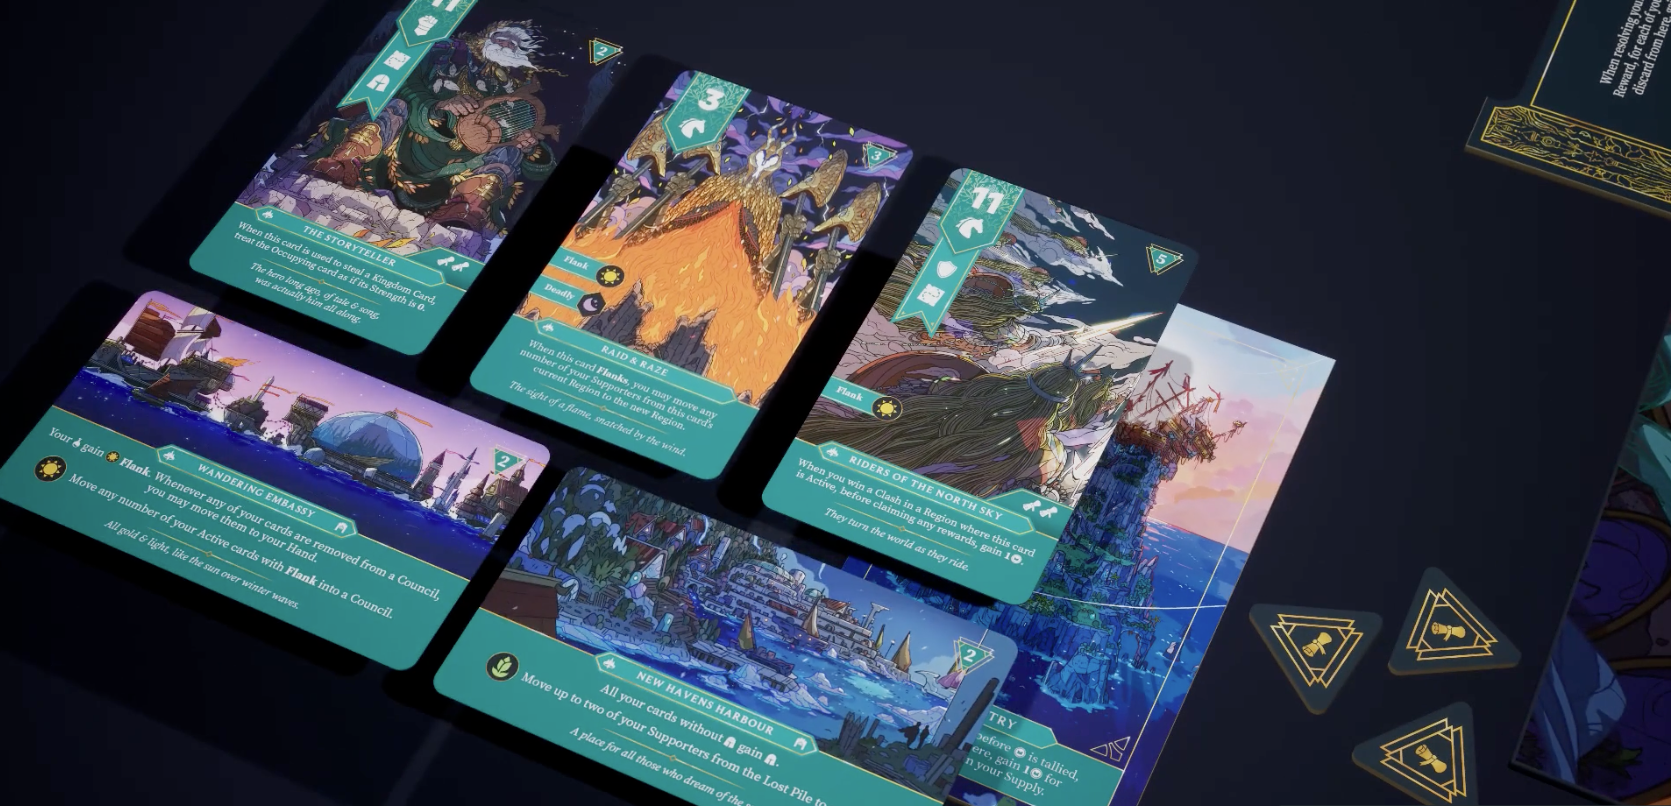 11
2
THE STORYTELLER
When this card is used to steal a Kingdom Card,
treat the Occupying card as if its Strength is 0.
The hero long ago, of tale & song,
was actually him all along.
3
3
Flank
Deadly
RAID & RAZE
When this card Flanks, you may move any
number of your Supporters from this card's
current Region to the new Region.
The sight of a flame, snatched by the wind.
11
5
Flank
RIDERS OF THE NORTH SKY
When you win a Clash in a Region where this card
is Active, before claiming any rewards, gain 1
They turn the world as they ride.
2
WANDERING EMBASSY
Your gain Flank. Whenever any of your cards are removed from a Council,
you may move them to your Hand.
Move any number of your Active cards with Flank into a Council.
All gold & light, like the sun over winter waves.
2
NEW HAVENS HARBOUR
All your cards without gain
Move up to two of your Supporters from the Lost Pile to
A place for all those who dream of the
TRY
before is tallied,
ere, gain 1 for
n your Supply.
When resolving you
Reward, for each of you
discard from here, ga